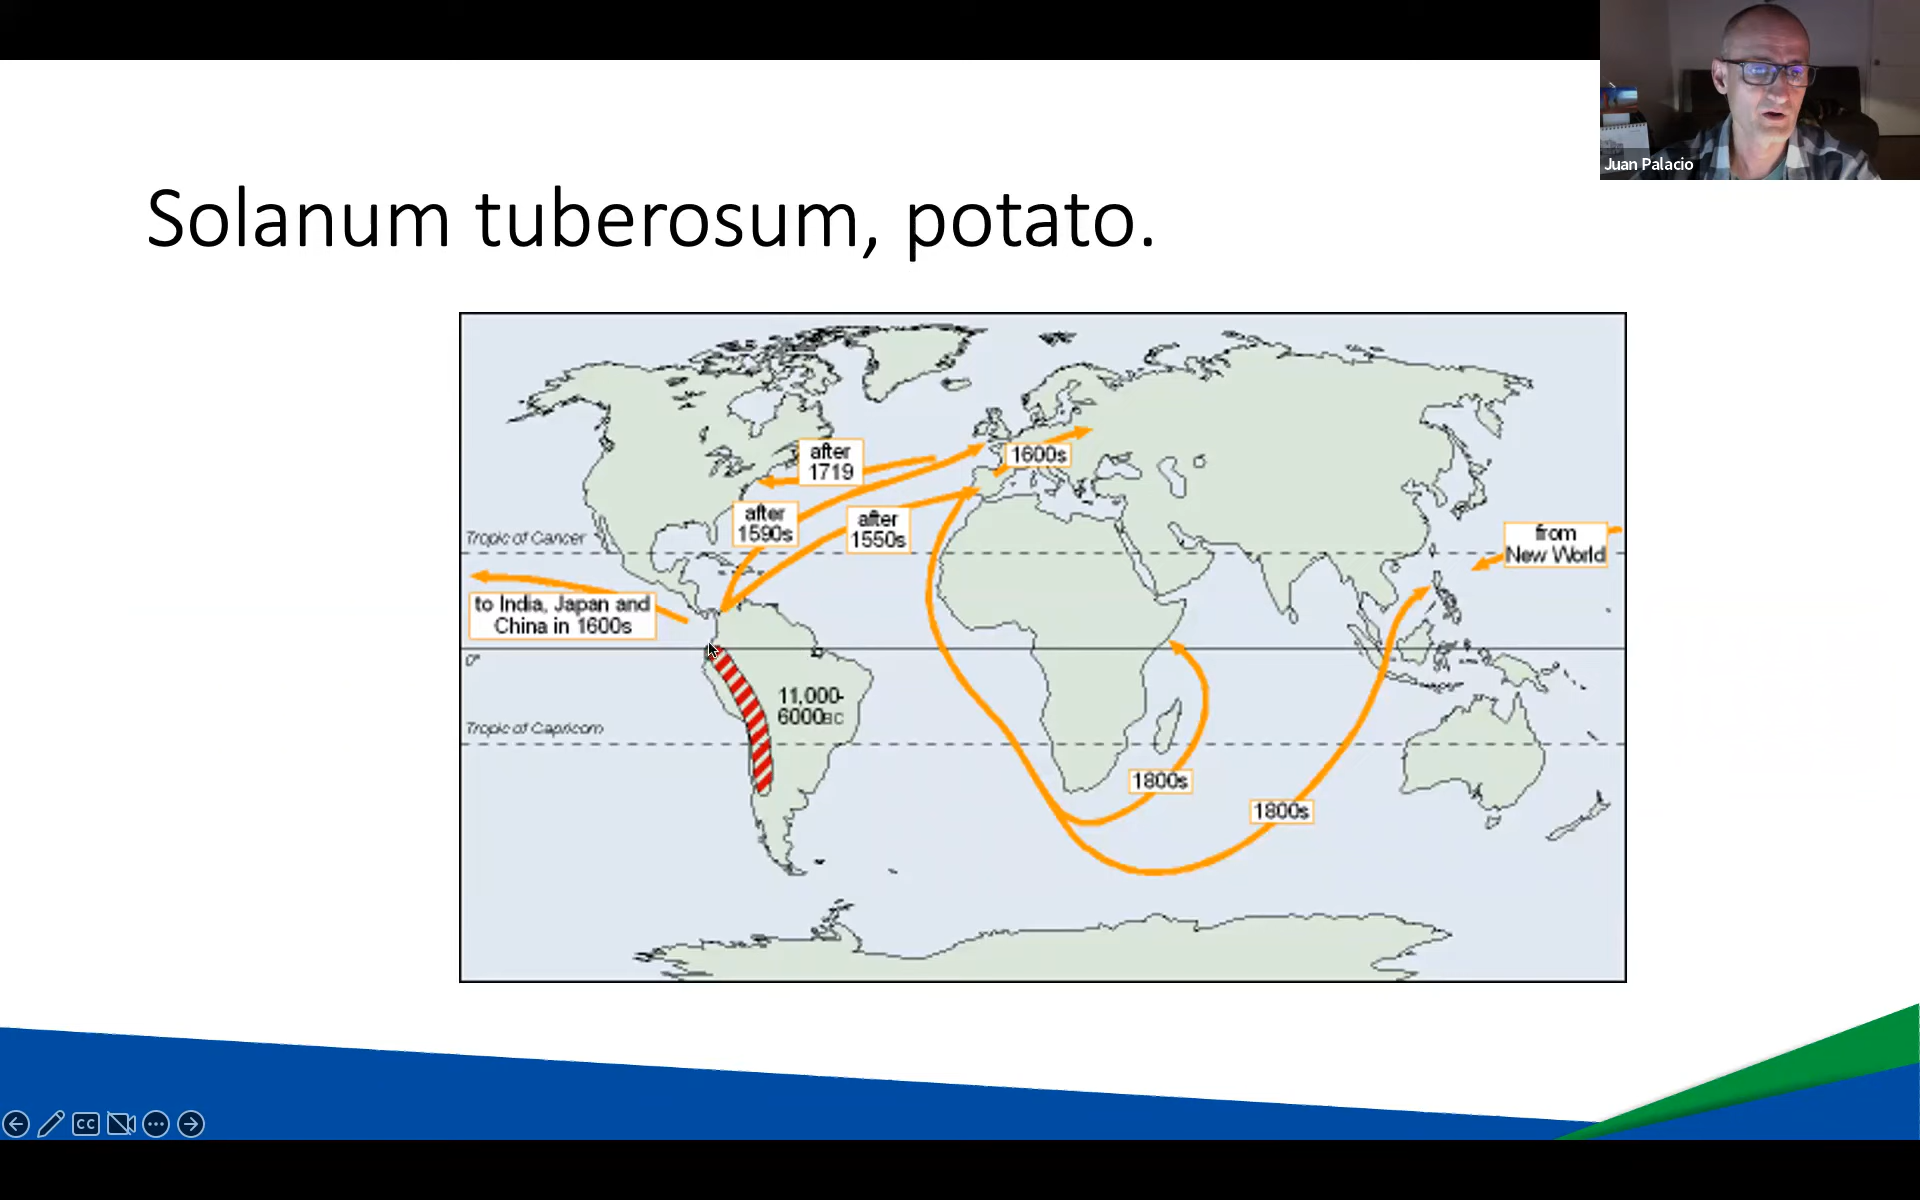 Juan Palacio
Solanum tuberosum, potato.
after
1719
1600s
after
1590s
after
1550s
from
New World
Tropic of Cancer
to India, Japan and
China in 1600s
0°
11,000-
6000BC
Tropic of Capricorn
1800s
1800s
CC